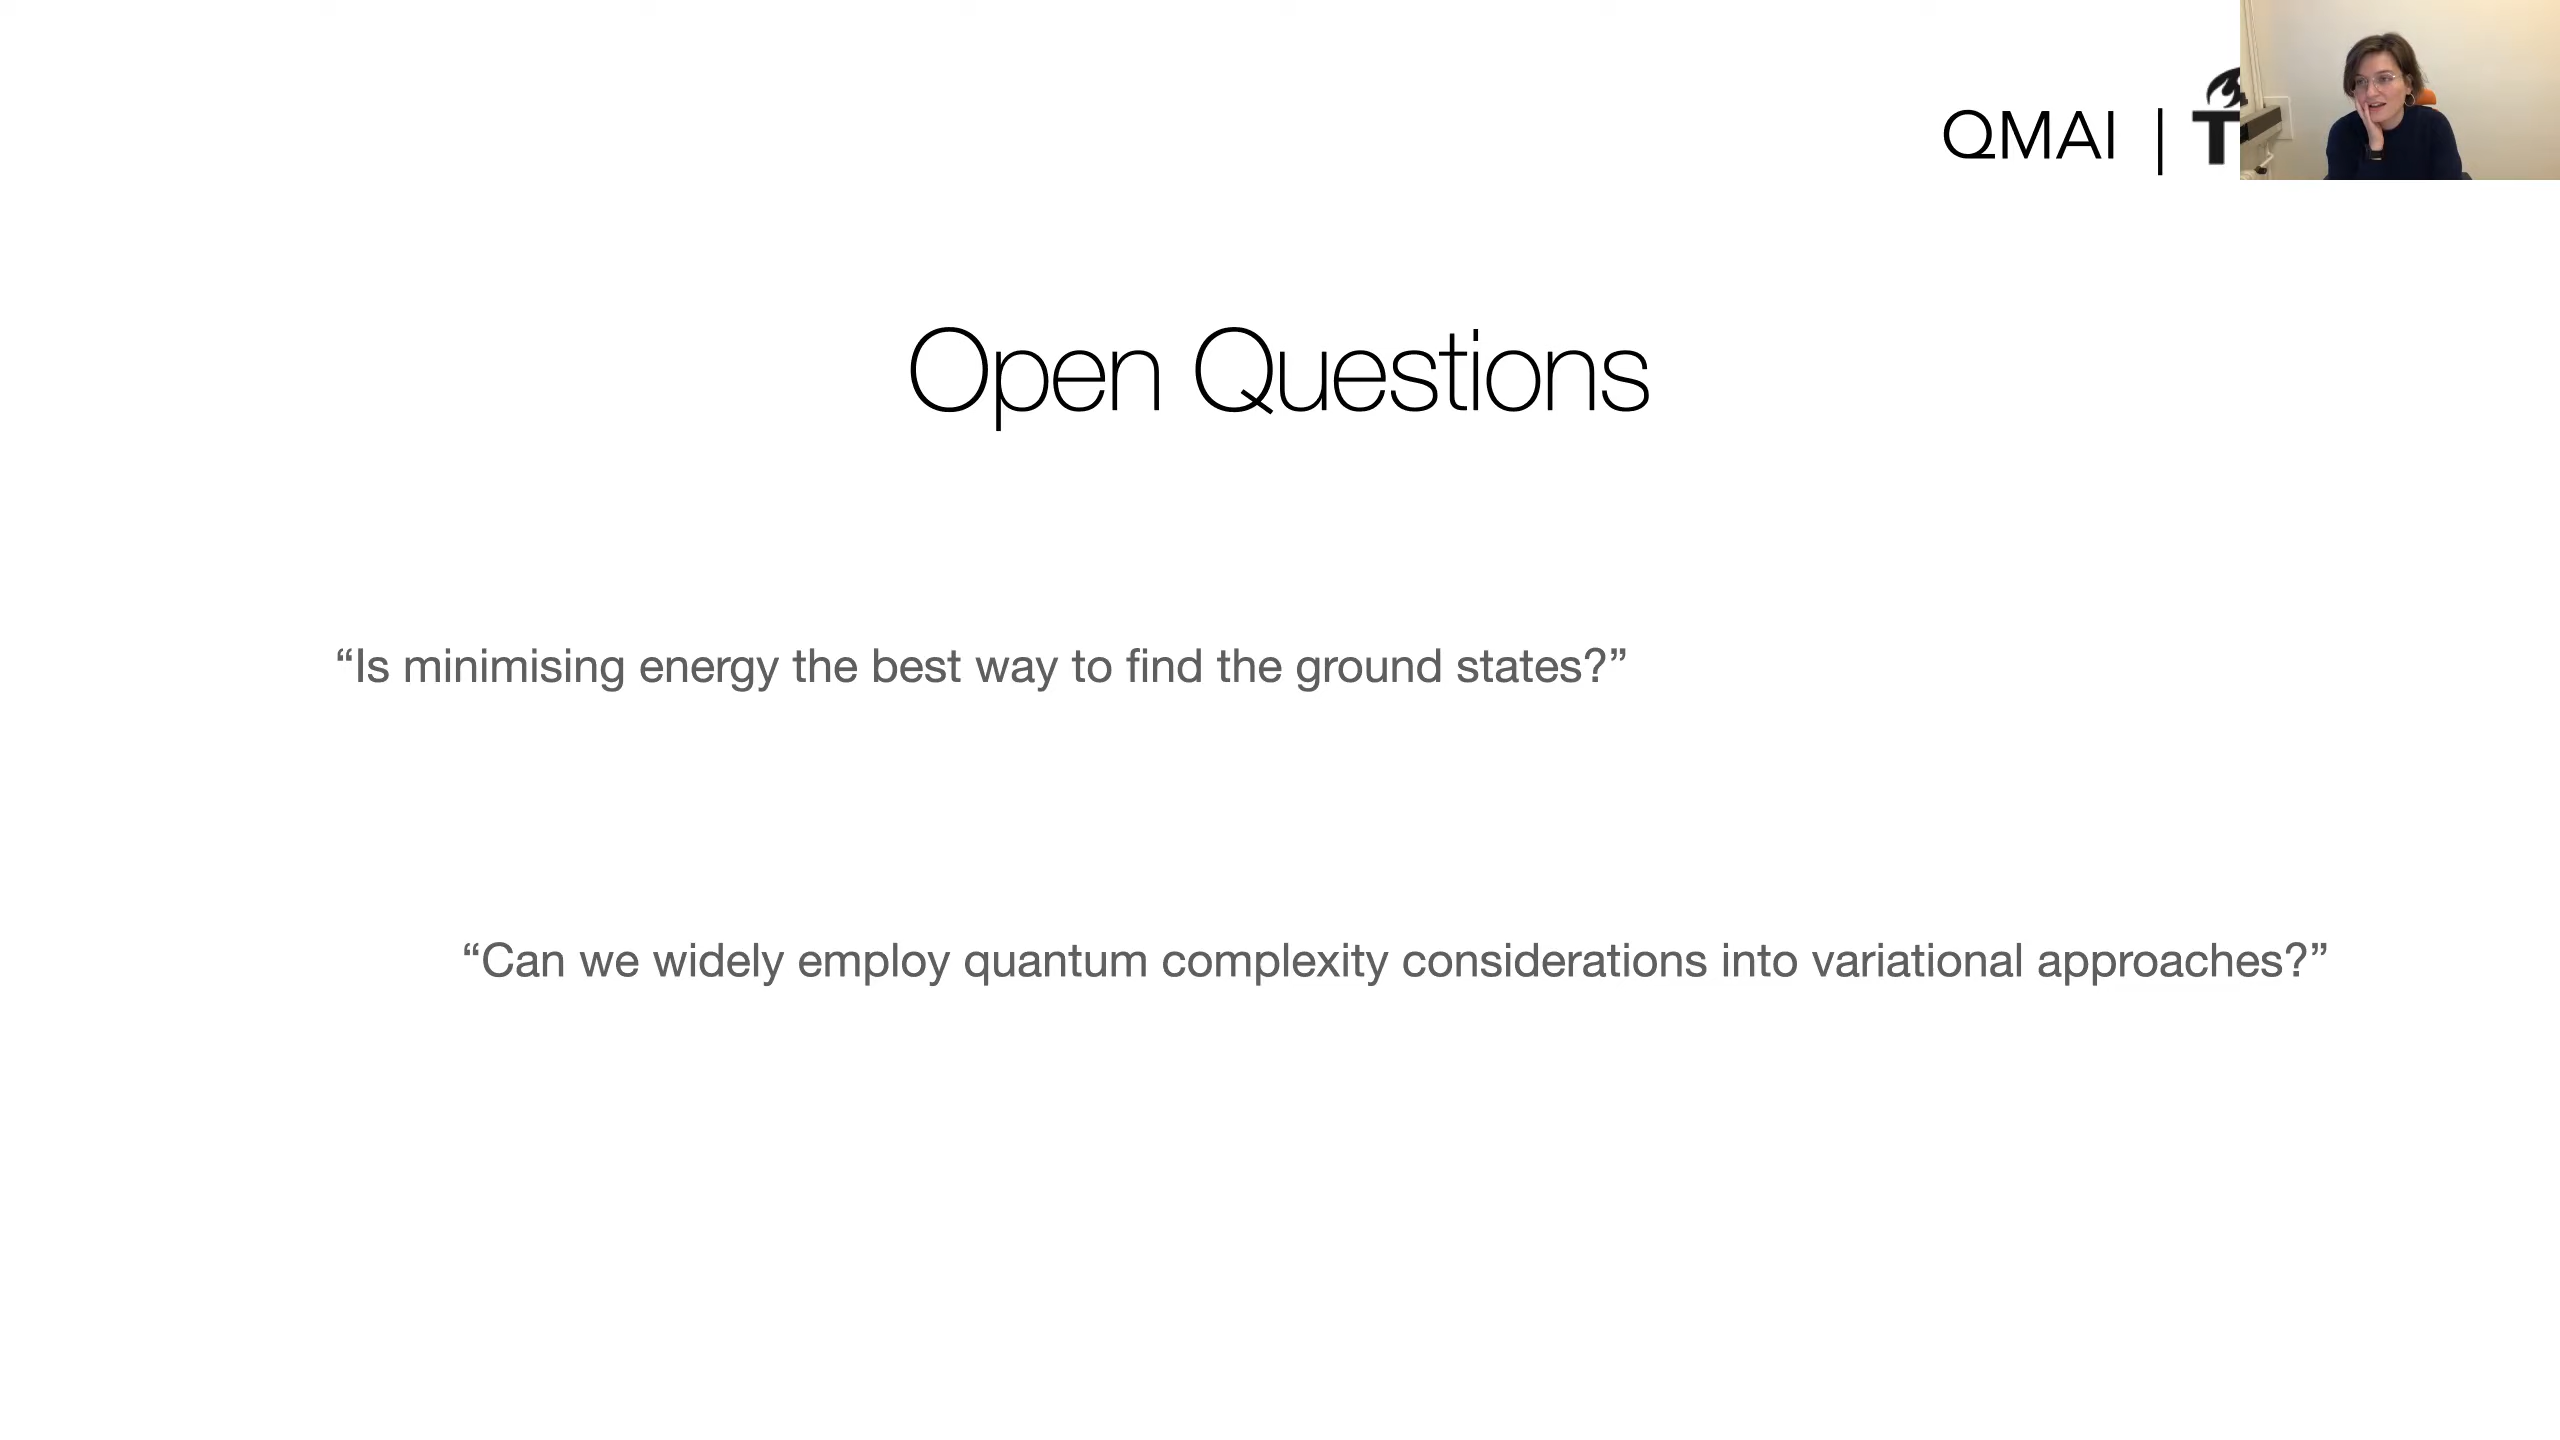 QMAI | T
Open Questions
“Is minimising energy the best way to find the ground states?”
“Can we widely employ quantum complexity considerations into variational approaches?”